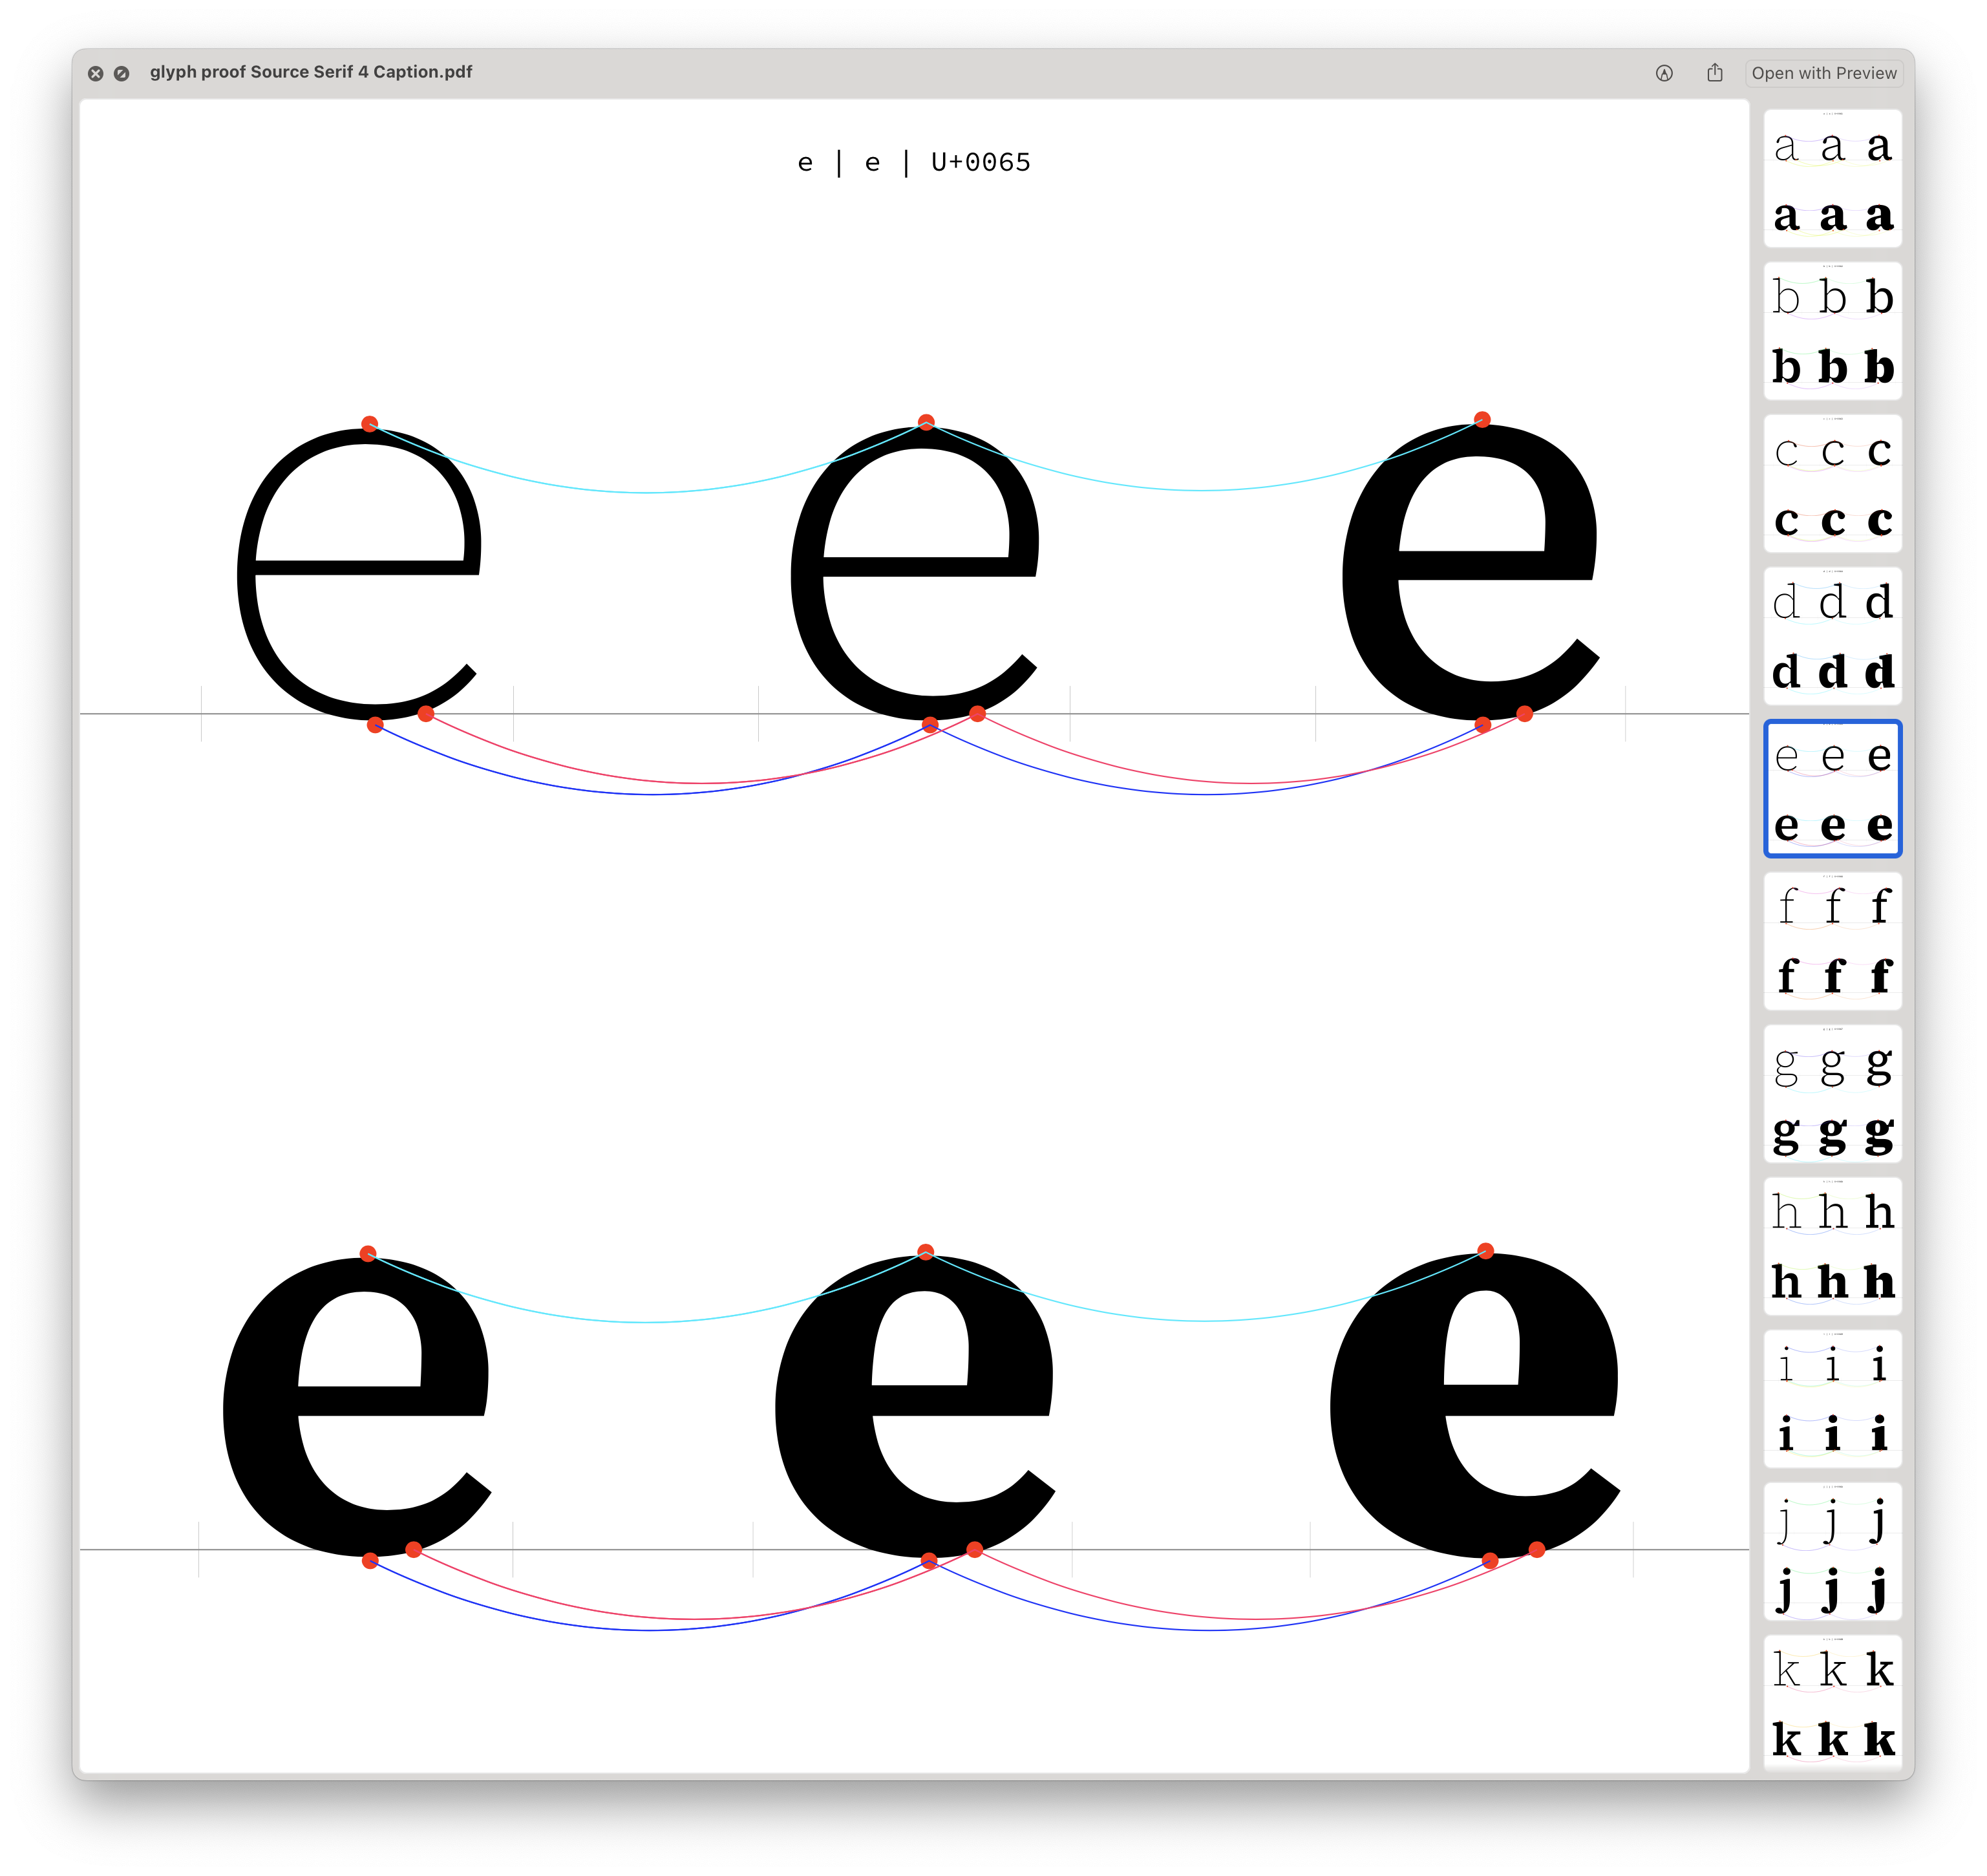 glyph proof Source Serif 4 Caption.pdf
Open with Preview
e | e | U+0065
e e e
e e e
a a a
a a a
b b b
b b b
c c c
c c c
d d d
d d d
e e e
e e e
f f f
f f f
g g g
g g g
h h h
h h h
i i i
i i i
j j j
j j j
k k k
k k k